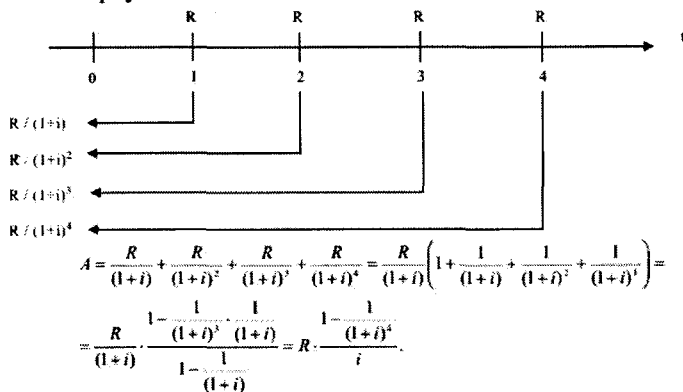 R R R R
t
0 1 2 3 4
R / (1+i)
R / (1+i)²
R / (1+i)³
R / (1+i)⁴
A = R/(1+i) + R/(1+i)² + R/(1+i)³ + R/(1+i)⁴ = R/(1+i) (1 + 1/(1+i) + 1/(1+i)² + 1/(1+i)³) =
= R/(1+i) · (1 - 1/(1+i)³ · 1/(1+i)) / (1 - 1/(1+i)) = R · (1 - 1/(1+i)⁴) / i.